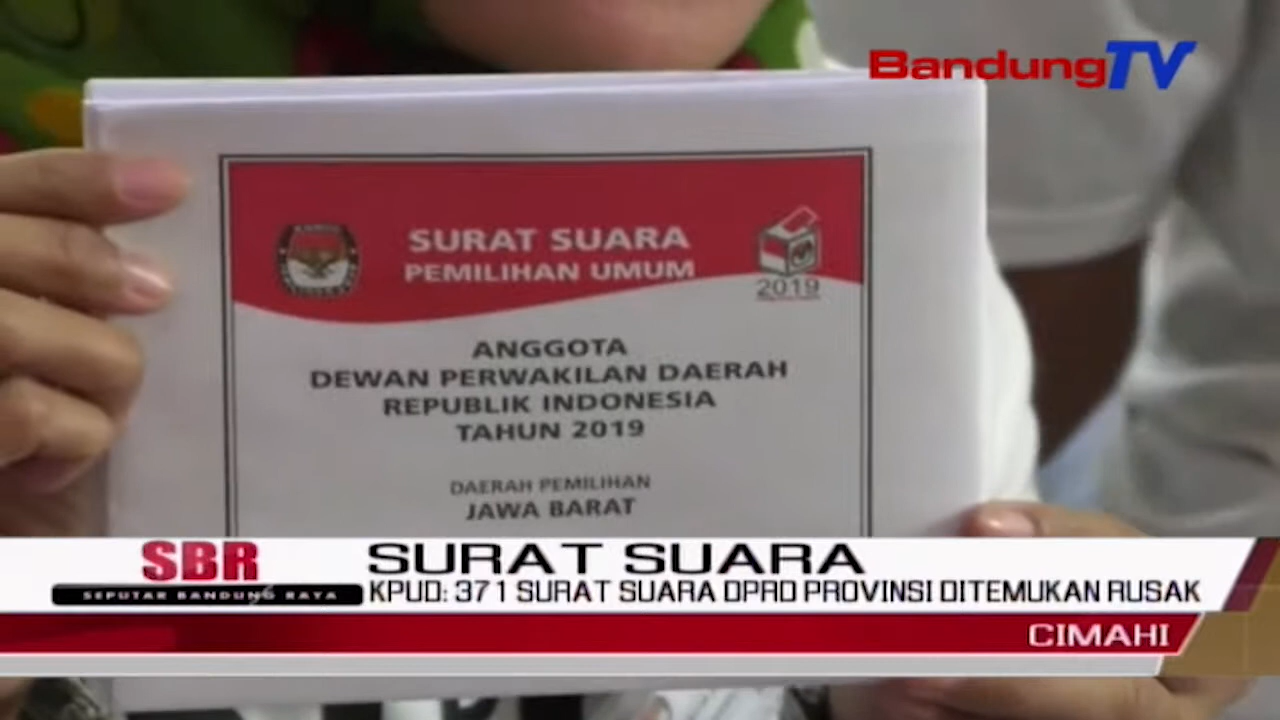 BandungTV
SURAT SUARA
PEMILIHAN UMUM
2019
ANGGOTA
DEWAN PERWAKILAN DAERAH
REPUBLIK INDONESIA
TAHUN 2019
DAERAH PEMILIHAN
JAWA BARAT
SBR
SEPUTAR BANDUNG RAYA
SURAT SUARA
KPUD: 371 SURAT SUARA DPRD PROVINSI DITEMUKAN RUSAK
CIMAHI